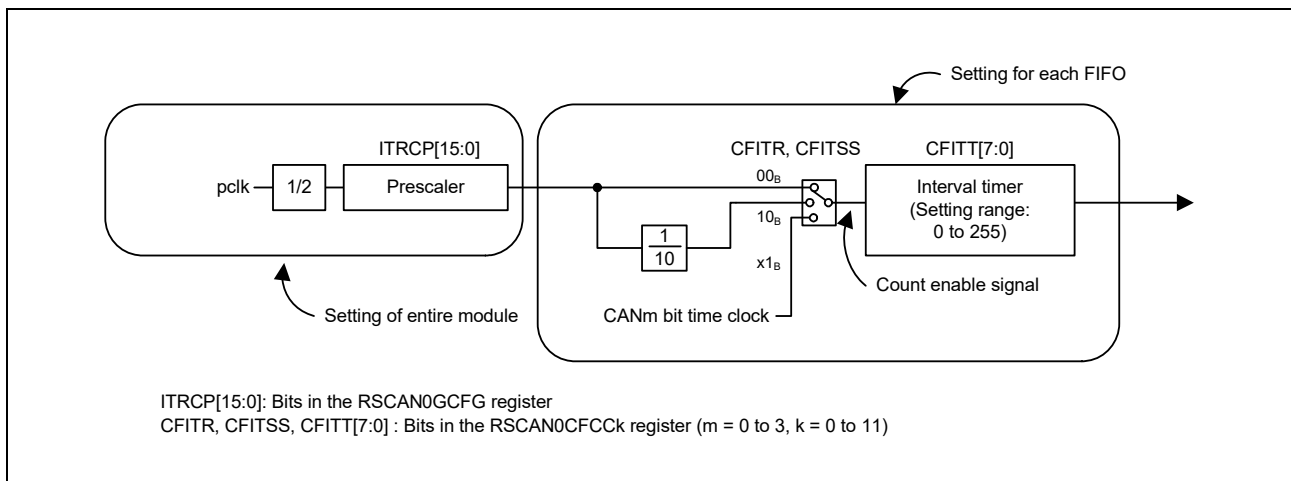 Setting for each FIFO
ITRCP[15:0]
CFITR, CFITSS
CFITT[7:0]
pclk
1/2
Prescaler
00B
10B
x1B
1
10
Interval timer
(Setting range:
0 to 255)
Count enable signal
CANm bit time clock
Setting of entire module
ITRCP[15:0]: Bits in the RSCAN0GCFG register
CFITR, CFITSS, CFITT[7:0] : Bits in the RSCAN0CFCCk register (m = 0 to 3, k = 0 to 11)